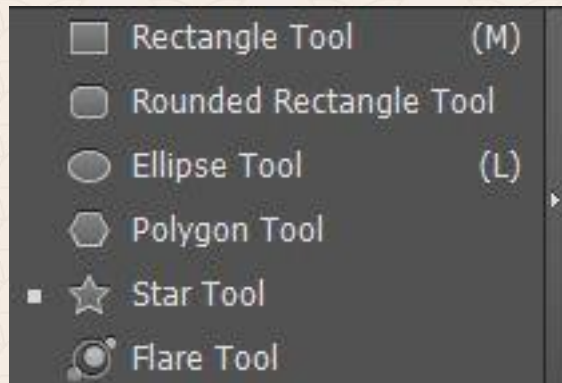 Rectangle Tool (M)
Rounded Rectangle Tool
Ellipse Tool (L)
Polygon Tool
Star Tool
Flare Tool